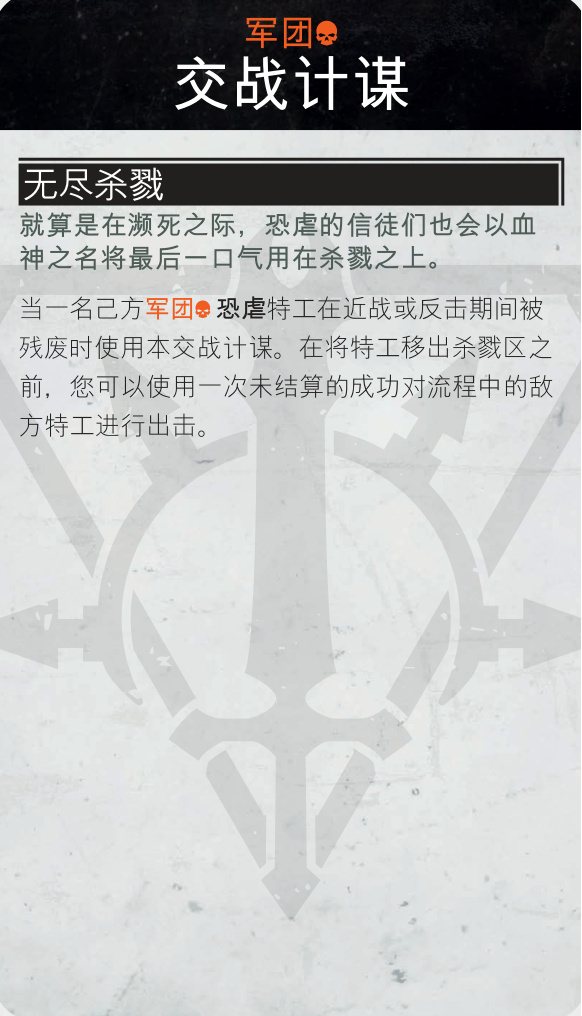 军团
交战计谋
无尽杀戮
就算是在濒死之际，恐虐的信徒们也会以血
神之名将最后一口气用在杀戮之上。
当一名己方军团 恐虐特工在近战或反击期间被
残废时使用本交战计谋。在将特工移出杀戮区之
前，您可以使用一次未结算的成功对流程中的敌
方特工进行出击。